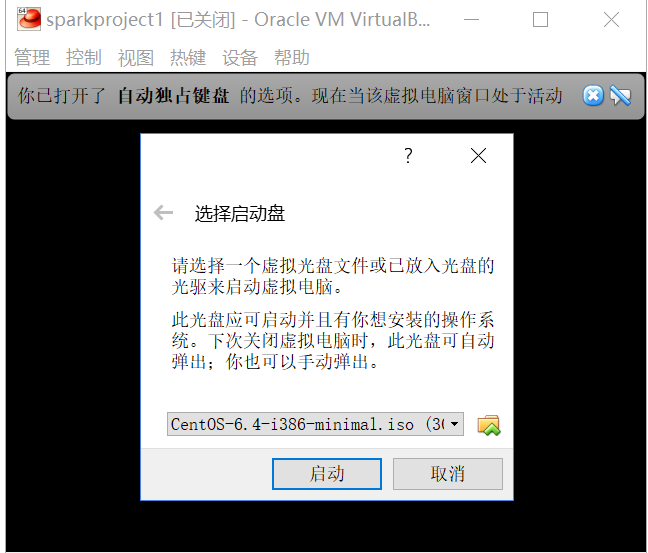 64
sparkproject1 [已关闭] - Oracle VM VirtualB...
管理 控制 视图 热键 设备 帮助
你已打开了 自动独占键盘 的选项。现在当该虚拟电脑窗口处于活动
?
选择启动盘
请选择一个虚拟光盘文件或已放入光盘的
光驱来启动虚拟电脑。
此光盘应可启动并且有你想安装的操作系
统。下次关闭虚拟电脑时，此光盘可自动
弹出；你也可以手动弹出。
CentOS-6.4-i386-minimal.iso (30
启动 取消